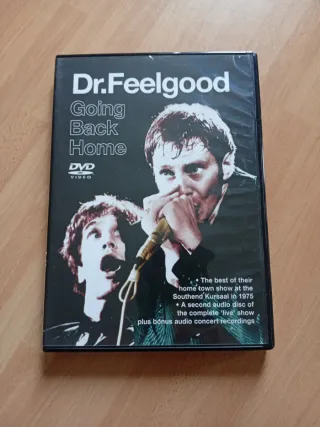 Dr.Feelgood
Going
Back
Home
DVD
VIDEO
• The best of their
home town show at the
Southend Kursaal in 1975
• A second audio disc of
the complete 'live' show
plus bonus audio concert recordings